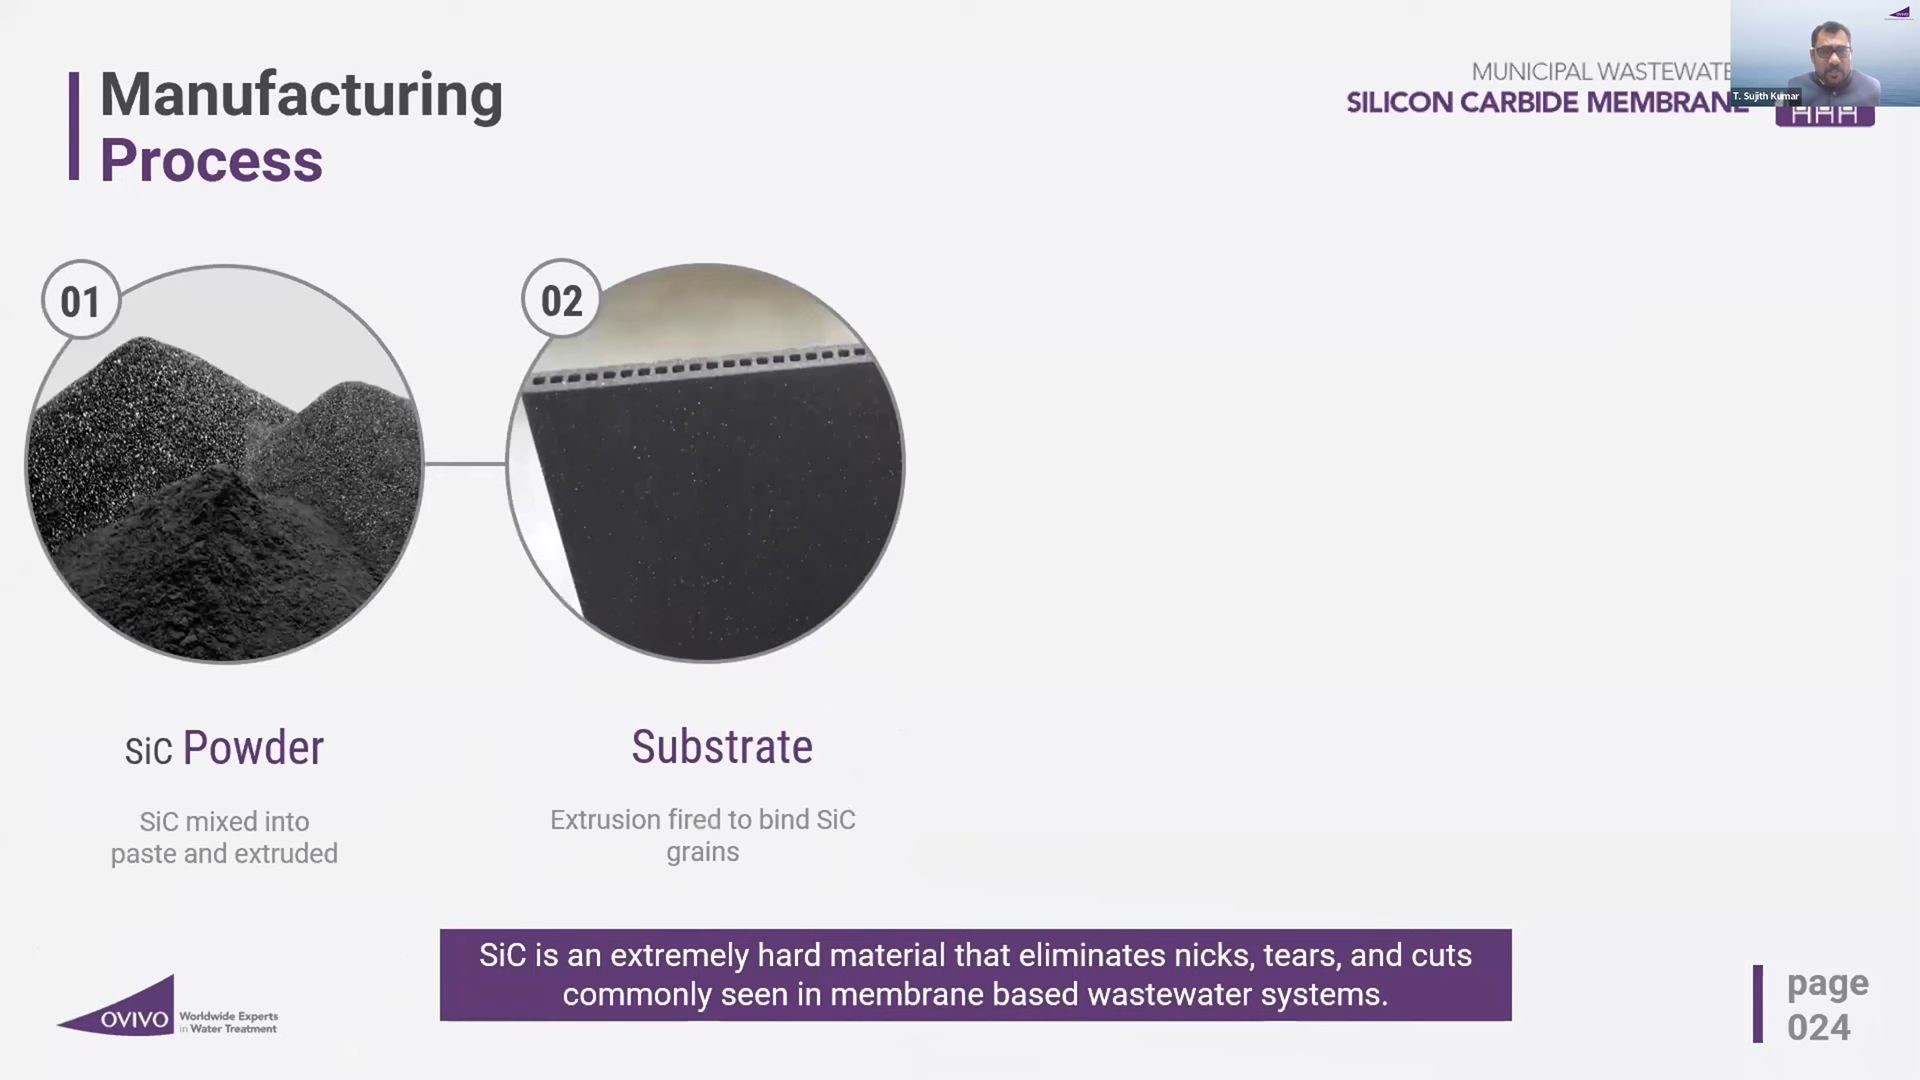 Manufacturing
Process
MUNICIPAL WASTEWATE
SILICON CARBIDE MEMBRANE
T. Sujith Kumar
01
02
SiC Powder
Substrate
SiC mixed into
paste and extruded
Extrusion fired to bind SiC
grains
SiC is an extremely hard material that eliminates nicks, tears, and cuts
commonly seen in membrane based wastewater systems.
OVIVO
Worldwide Experts
in Water Treatment
page
024